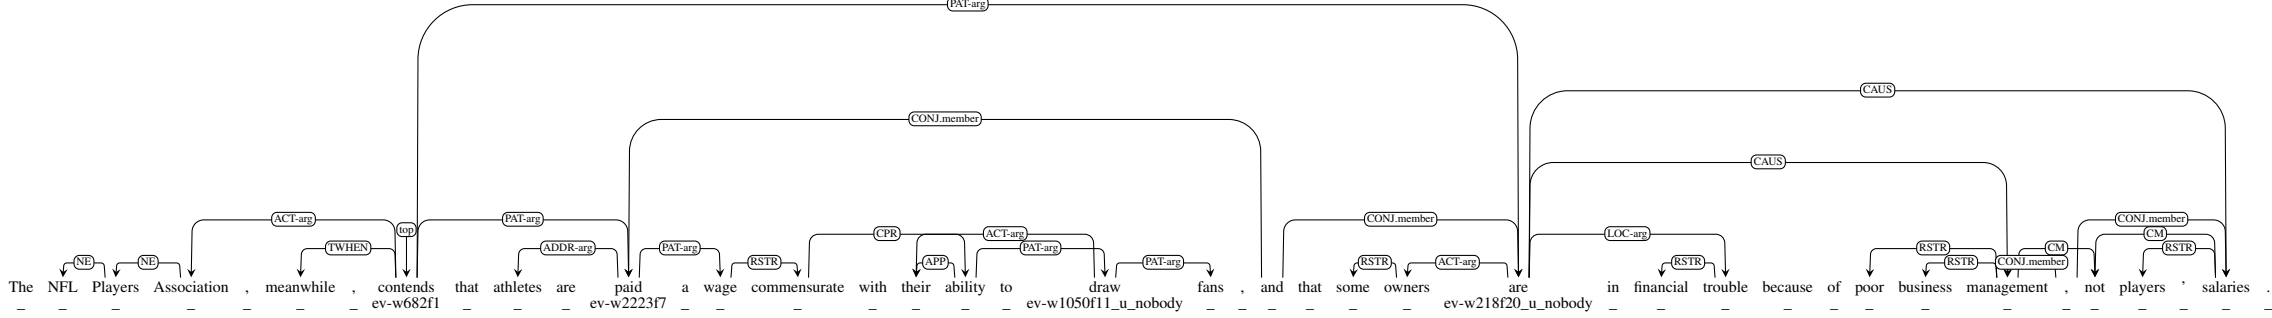 PAT-arg
CAUS
CONJ.member
CAUS
ACT-arg PAT-arg CONJ.member CONJ.member
top
CPR ACT-arg LOC-arg CM
TWHEN ADDR-arg PAT-arg PAT-arg RSTR CM RSTR
NE NE RSTR APP PAT-arg RSTR ACT-arg RSTR RSTR CONJ.member
The NFL Players Association , meanwhile , contends that athletes are paid a wage commensurate with their ability to draw fans , and that some owners are in financial trouble because of poor business management , not players ' salaries .
_ _ _ _ _ _ _ ev-w682f1 _ _ _ ev-w2223f7 _ _ _ _ _ _ _ ev-w1050f11_u_nobody _ _ _ _ _ _ ev-w218f20_u_nobody _ _ _ _ _ _ _ _ _ _ _ _ _ _